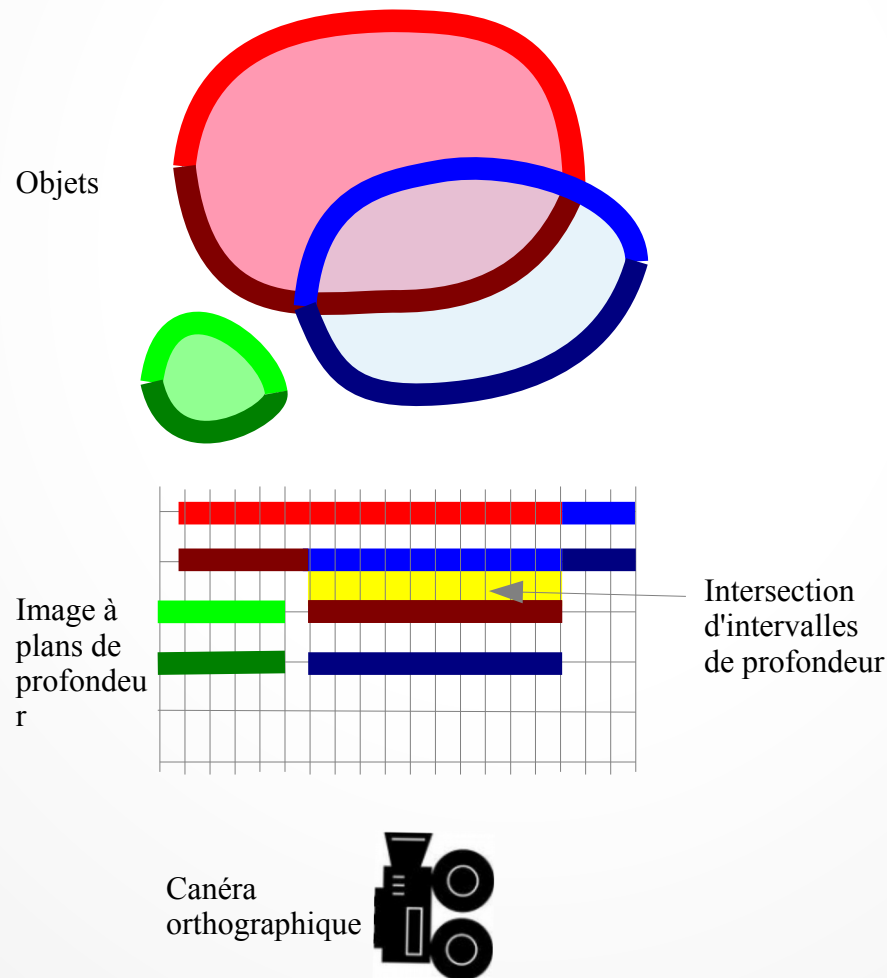 Objets
Image à
plans de
profondeu
r
Intersection
d'intervalles
de profondeur
Canéra
orthographique